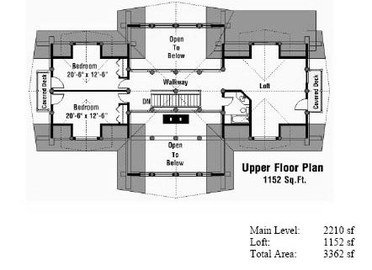 Open
To
Below
Bedroom
20'-6" x 12'-6"
Walkway
Loft
Covered Deck
Covered Deck
DN
Bedroom
20'-6" x 12'-6"
Open
To
Below
Upper Floor Plan
1152 Sq.Ft.
Main Level: 2210 sf
Loft: 1152 sf
Total Area: 3362 sf